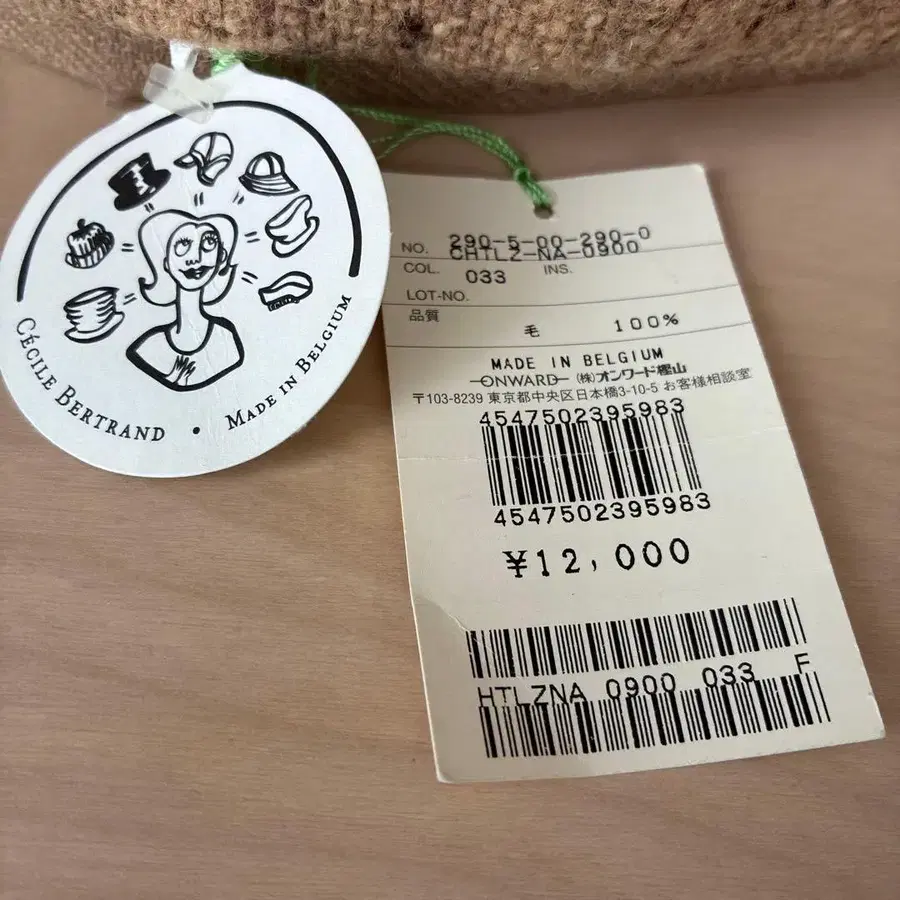 CÉCILE BERTRAND • MADE IN BELGIUM
NO. 290-5-00-290-0
CHTLZ-NA-0900
COL. 033 INS.
LOT-NO.
品質
毛 100%
MADE IN BELGIUM
ONWARD (株)オンワード樫山
〒103-8239 東京都中央区日本橋3-10-5 お客様相談室
4547502395983
4547502395983
¥12,000
HTLZNA 0900 033 F